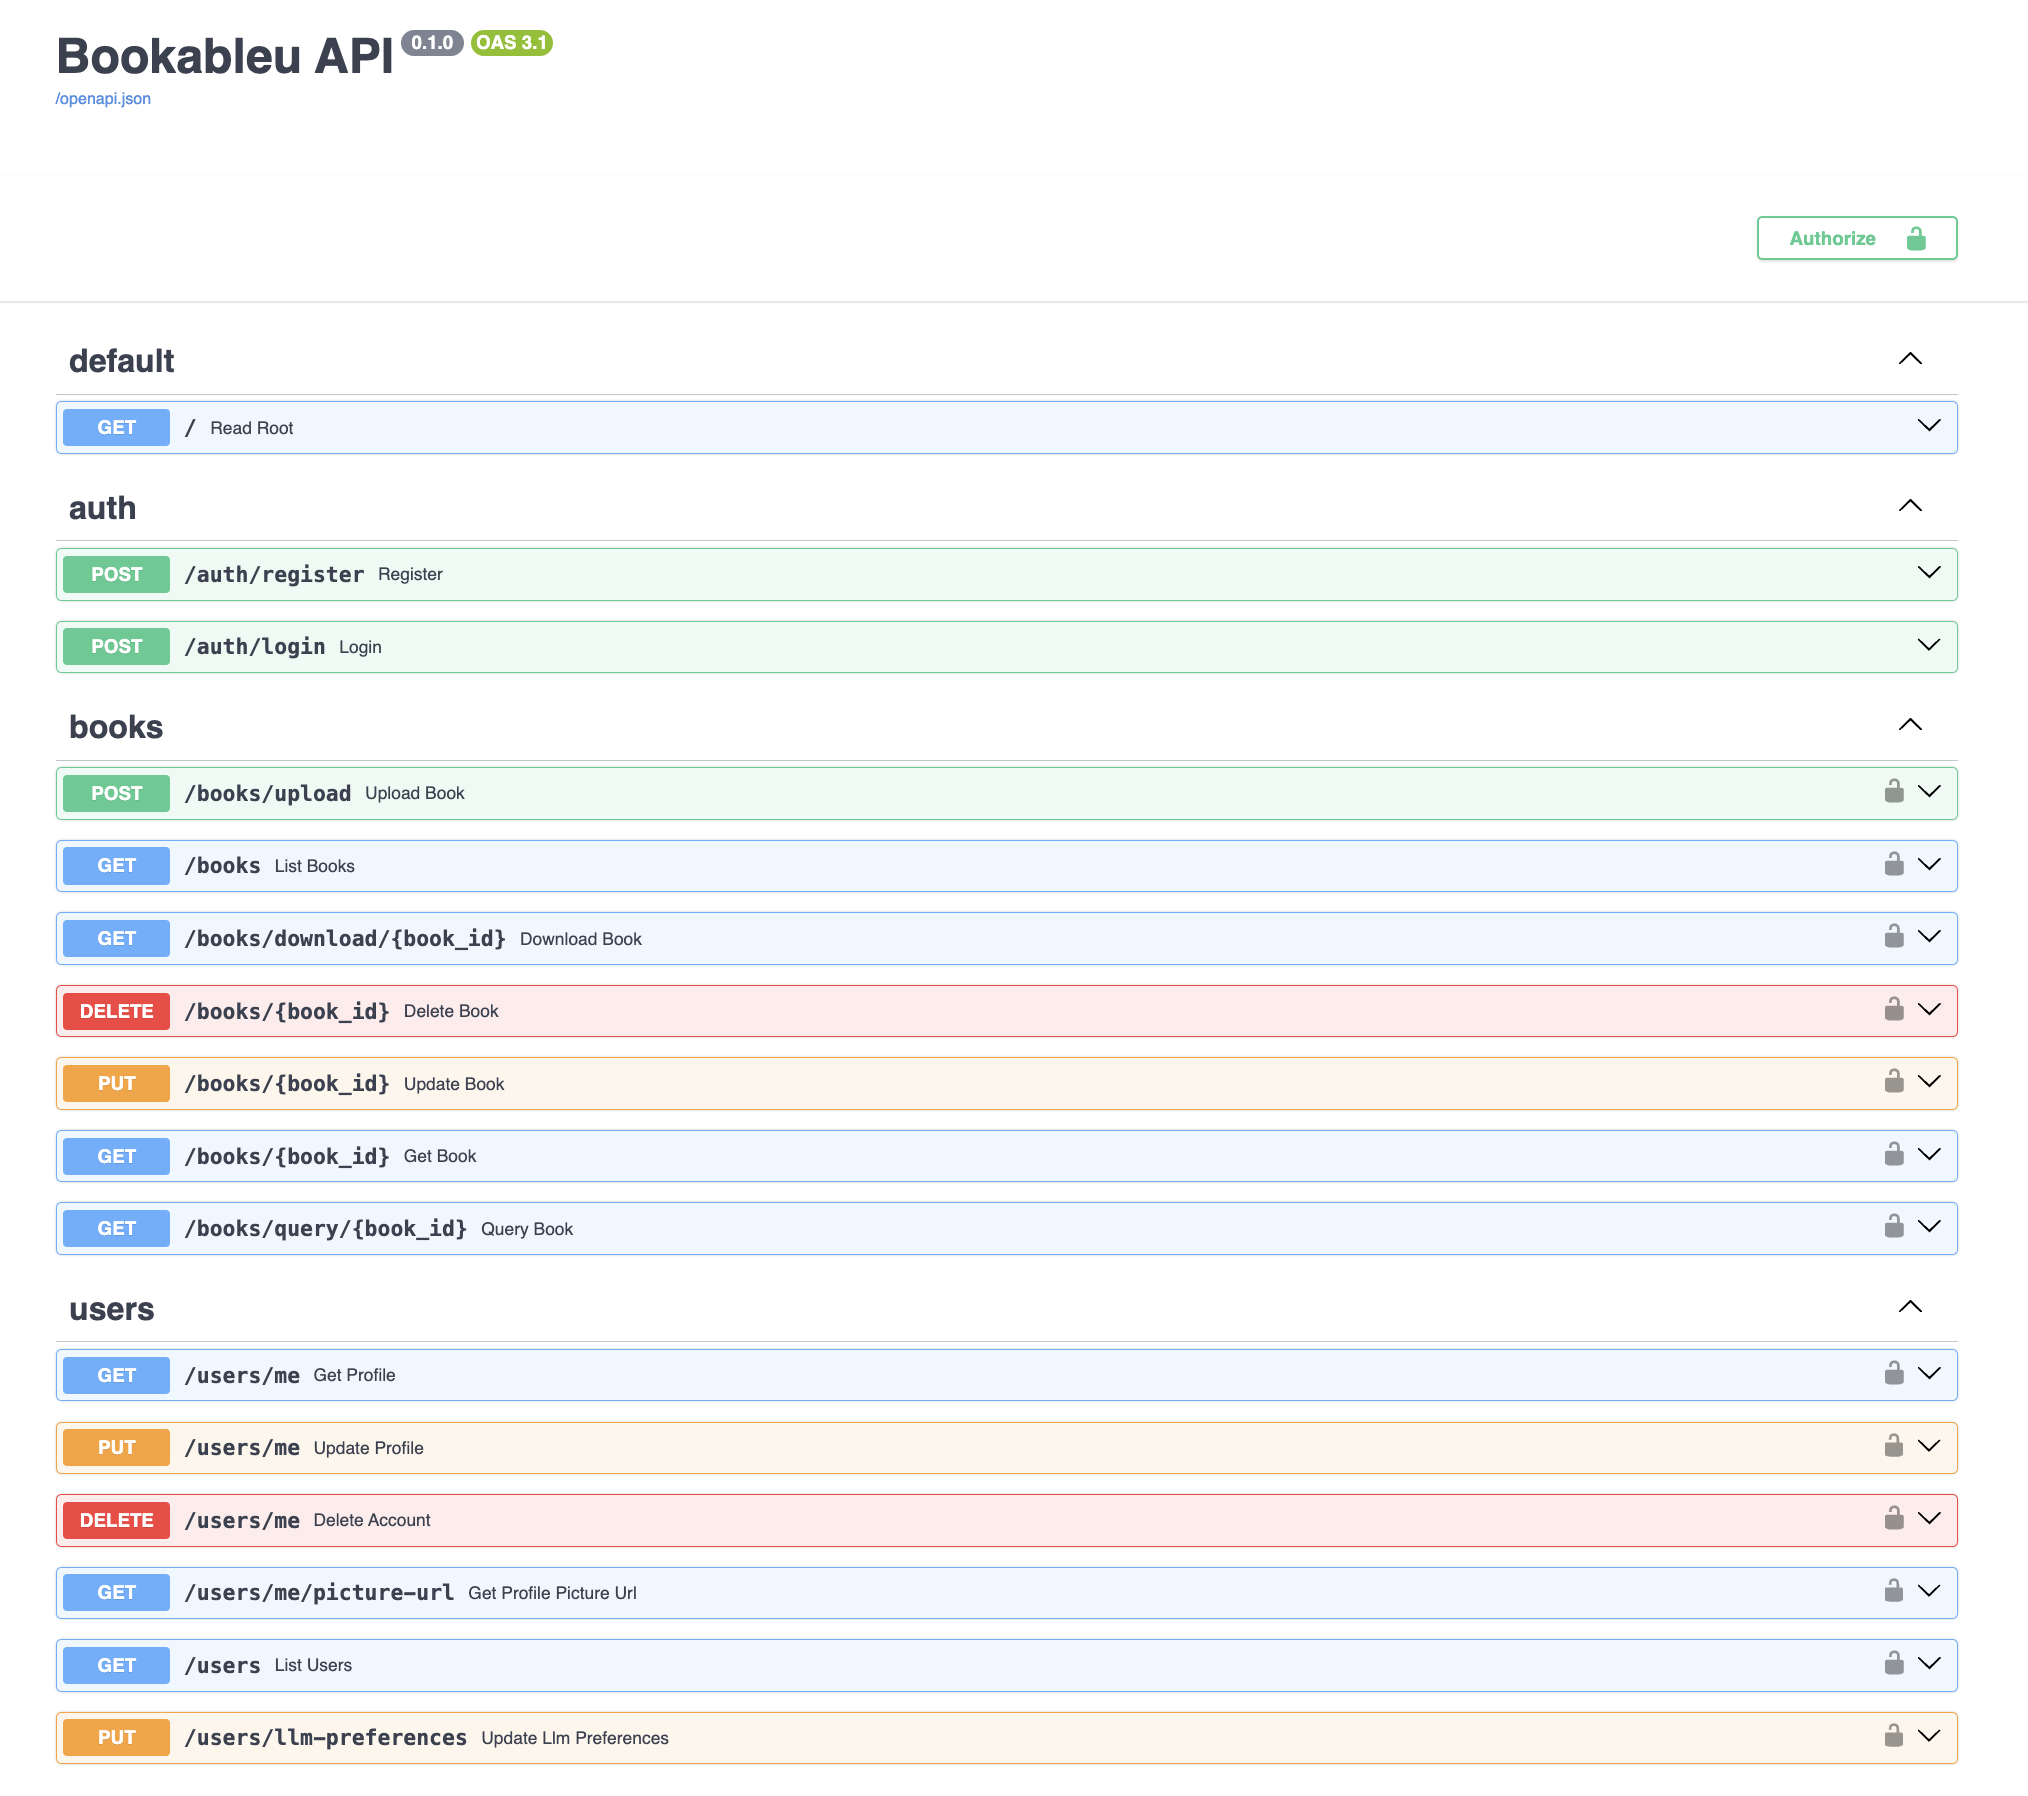 Bookableu API 0.1.0 OAS 3.1
/openapi.json
Authorize
default
GET / Read Root
auth
POST /auth/register Register
POST /auth/login Login
books
POST /books/upload Upload Book
GET /books List Books
GET /books/download/{book_id} Download Book
DELETE /books/{book_id} Delete Book
PUT /books/{book_id} Update Book
GET /books/{book_id} Get Book
GET /books/query/{book_id} Query Book
users
GET /users/me Get Profile
PUT /users/me Update Profile
DELETE /users/me Delete Account
GET /users/me/picture-url Get Profile Picture Url
GET /users List Users
PUT /users/llm-preferences Update Llm Preferences